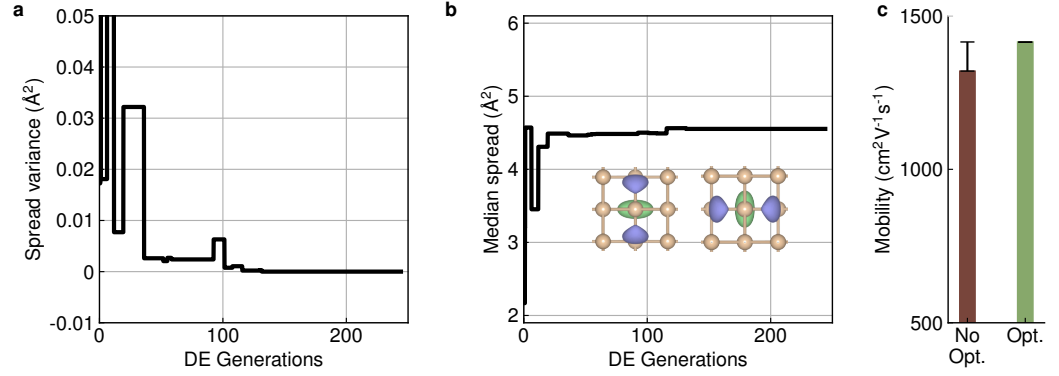 a
Spread variance (Å²)
0.05
0.04
0.03
0.02
0.01
0
-0.01
0
100
200
DE Generations
b
Median spread (Å²)
6
5
4
3
2
0
100
200
DE Generations
c
Mobility (cm²V⁻¹s⁻¹)
1500
1000
500
No
Opt.
Opt.